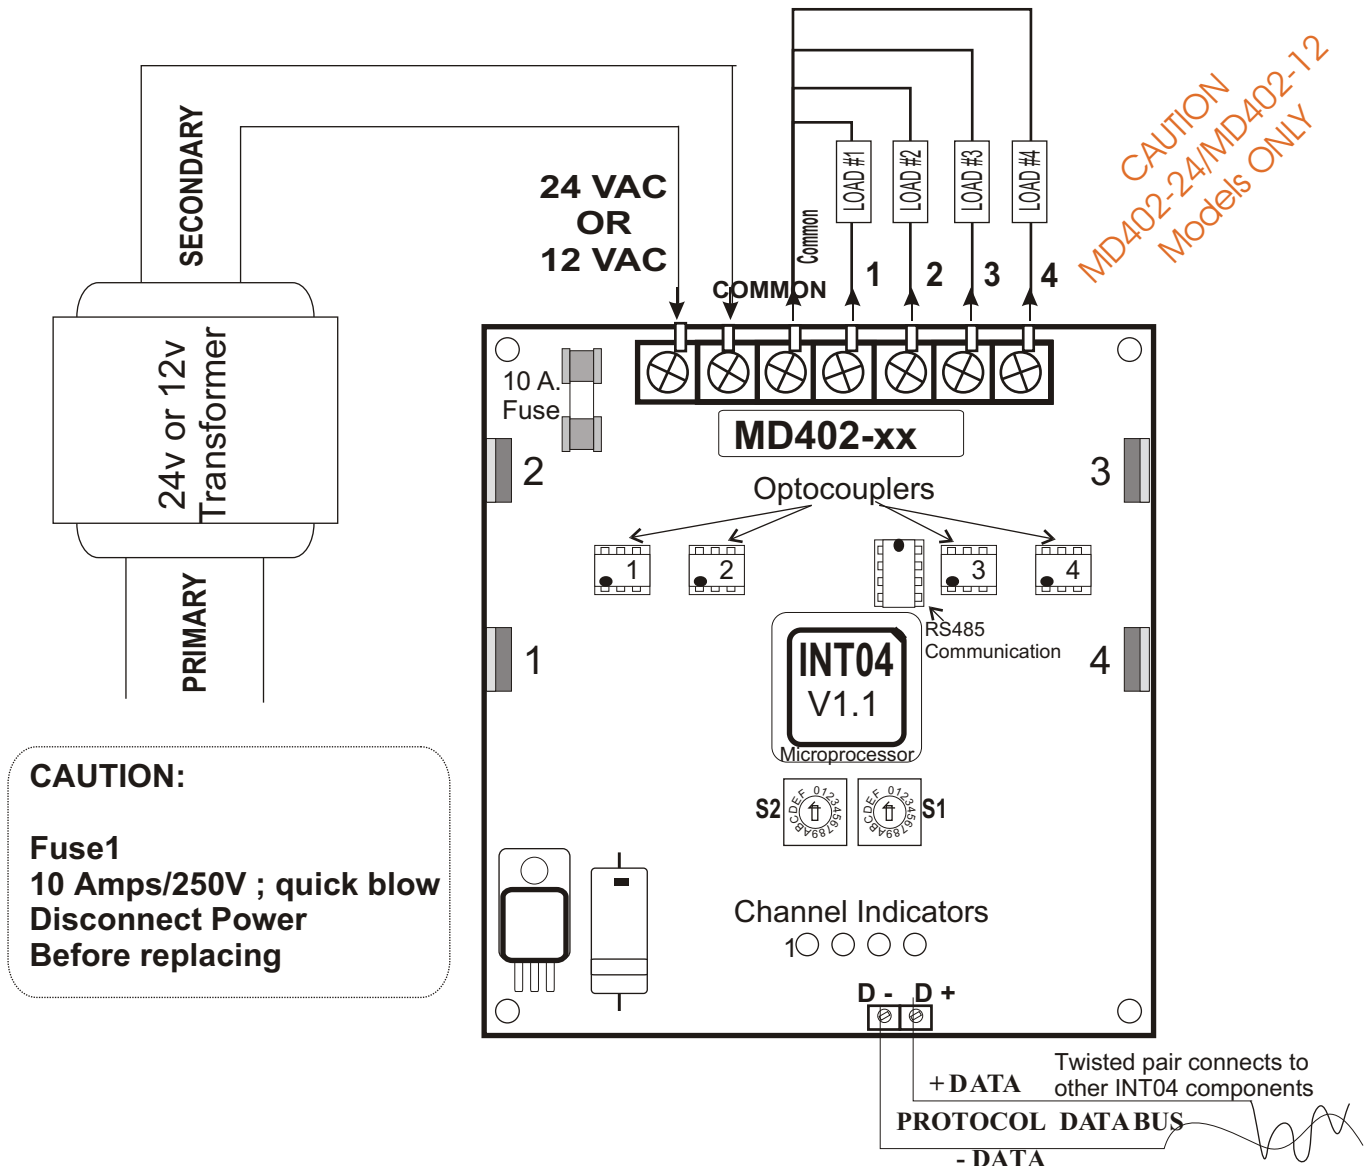 CAUTION
MD402-24/MD402-12
Models ONLY
SECONDARY
24 VAC
OR
12 VAC
COMMON
Common
LOAD #1
LOAD #2
LOAD #3
LOAD #4
1
2
3
4
24v or 12v
Transformer
PRIMARY
10 A.
Fuse
MD402-xx
2
3
Optocouplers
1
2
3
4
RS485
Communication
1
4
INT04
V1.1
Microprocessor
S2
0123456789ABCDEF
0123456789ABCDEF
S1
CAUTION:
Fuse1
10 Amps/250V ; quick blow
Disconnect Power
Before replacing
Channel Indicators
1
D - D +
+DATA
Twisted pair connects to
other INT04 components
PROTOCOL DATABUS
- DATA